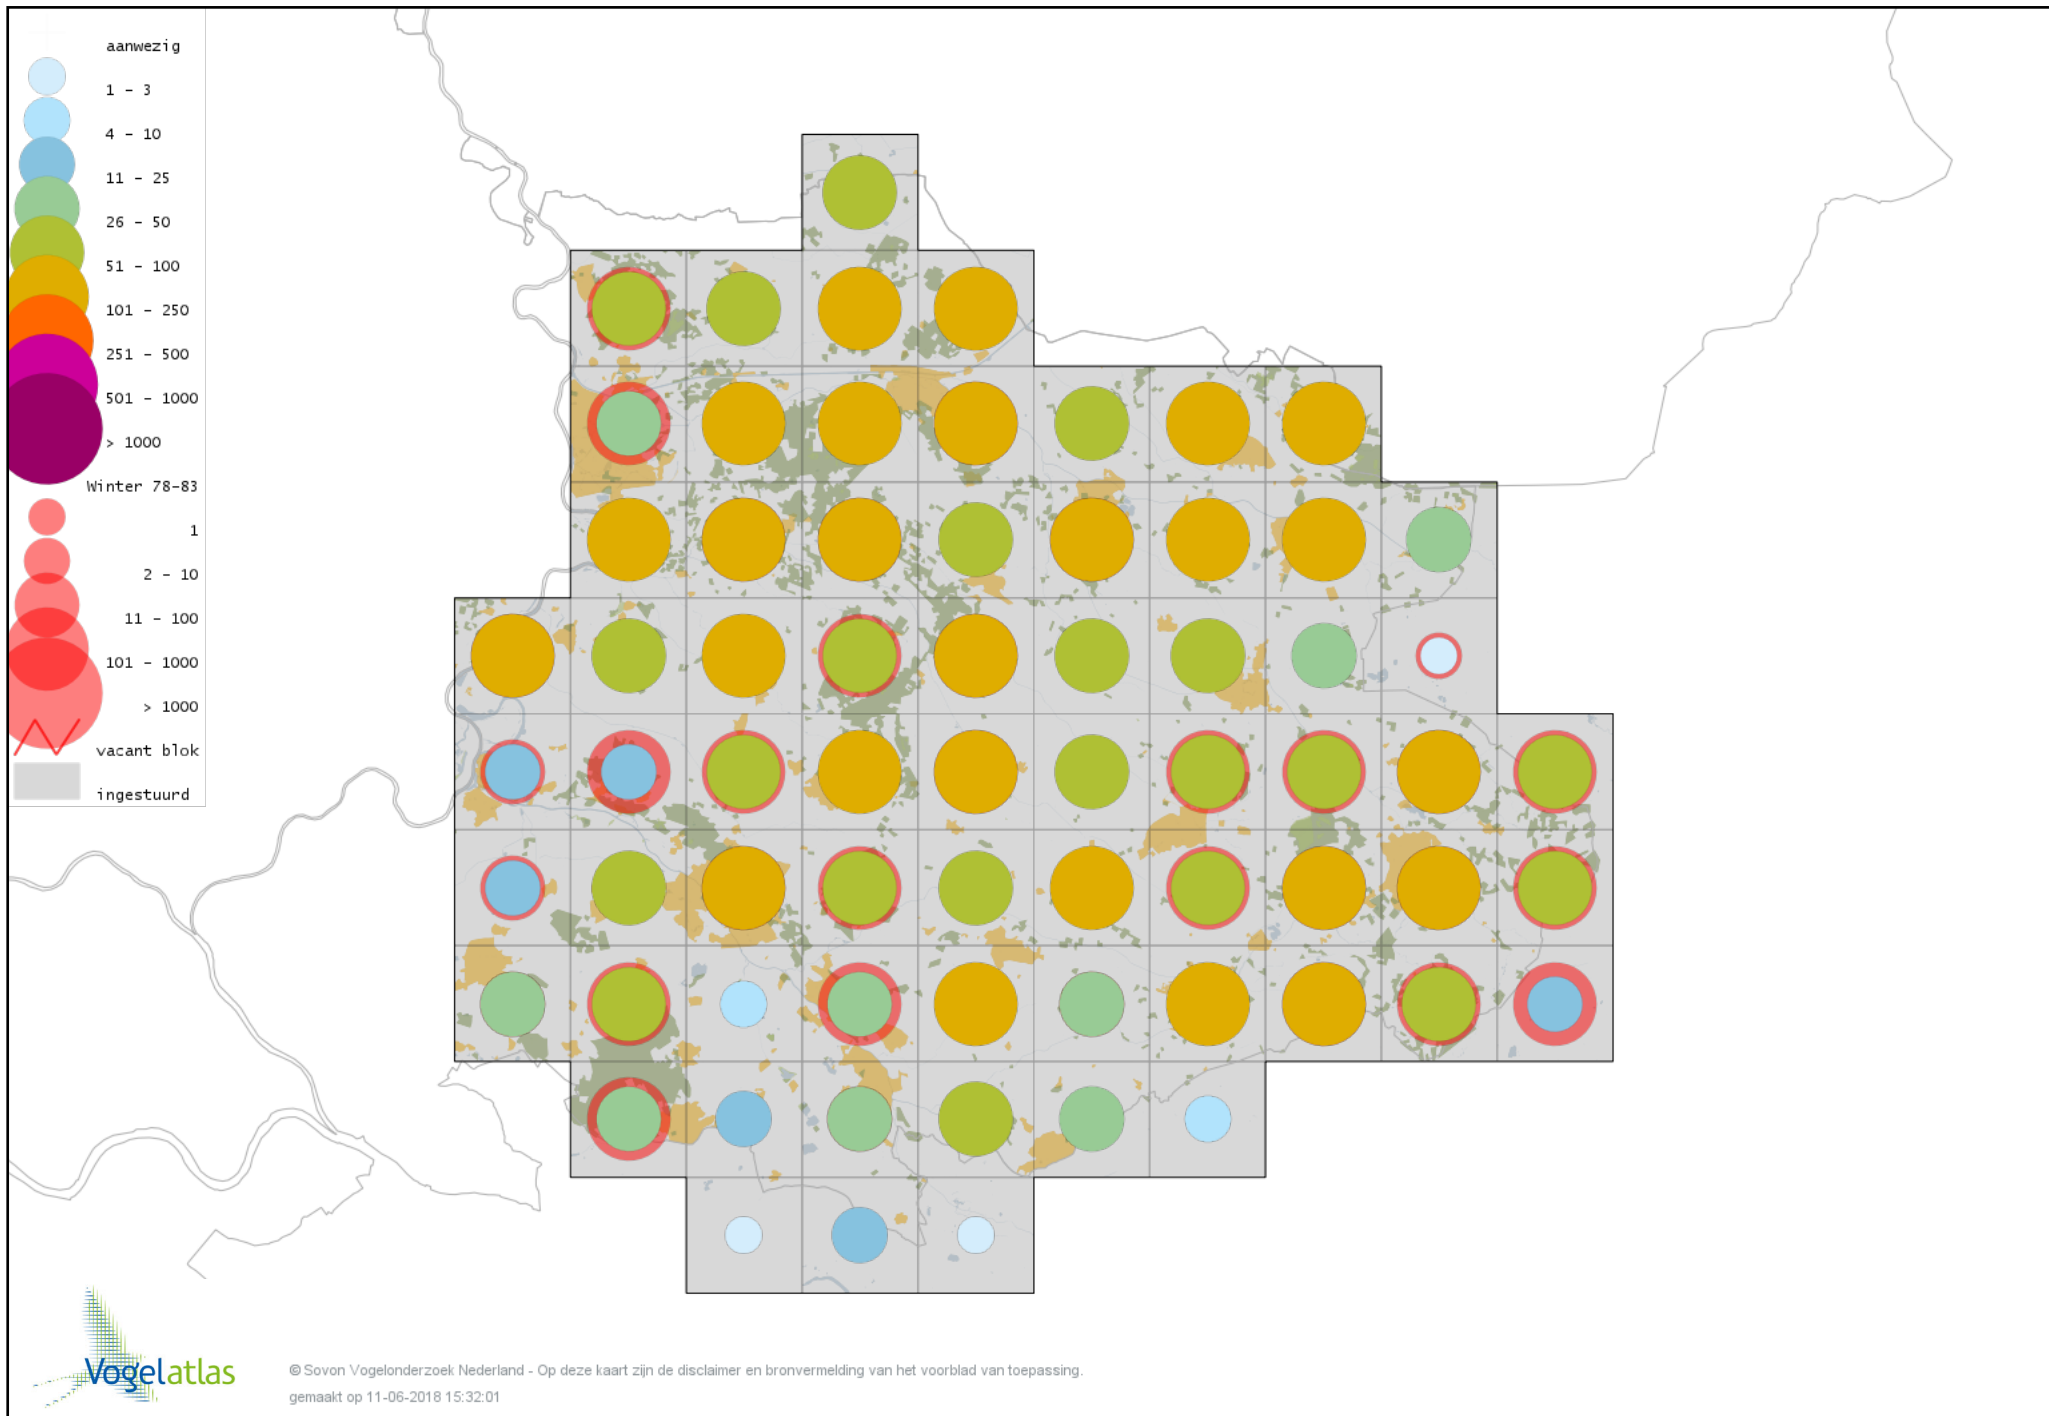 aanwezig
1 - 3
4 - 10
11 - 25
26 - 50
51 - 100
101 - 250
251 - 500
501 - 1000
> 1000
Winter 78-83
1
2 - 10
11 - 100
101 - 1000
> 1000
vacant blok
ingestuurd
Vogelatlas
© Sovon Vogelonderzoek Nederland - Op deze kaart zijn de disclaimer en bronvermelding van het voorblad van toepassing.
gemaakt op 11-06-2018 15:32:01